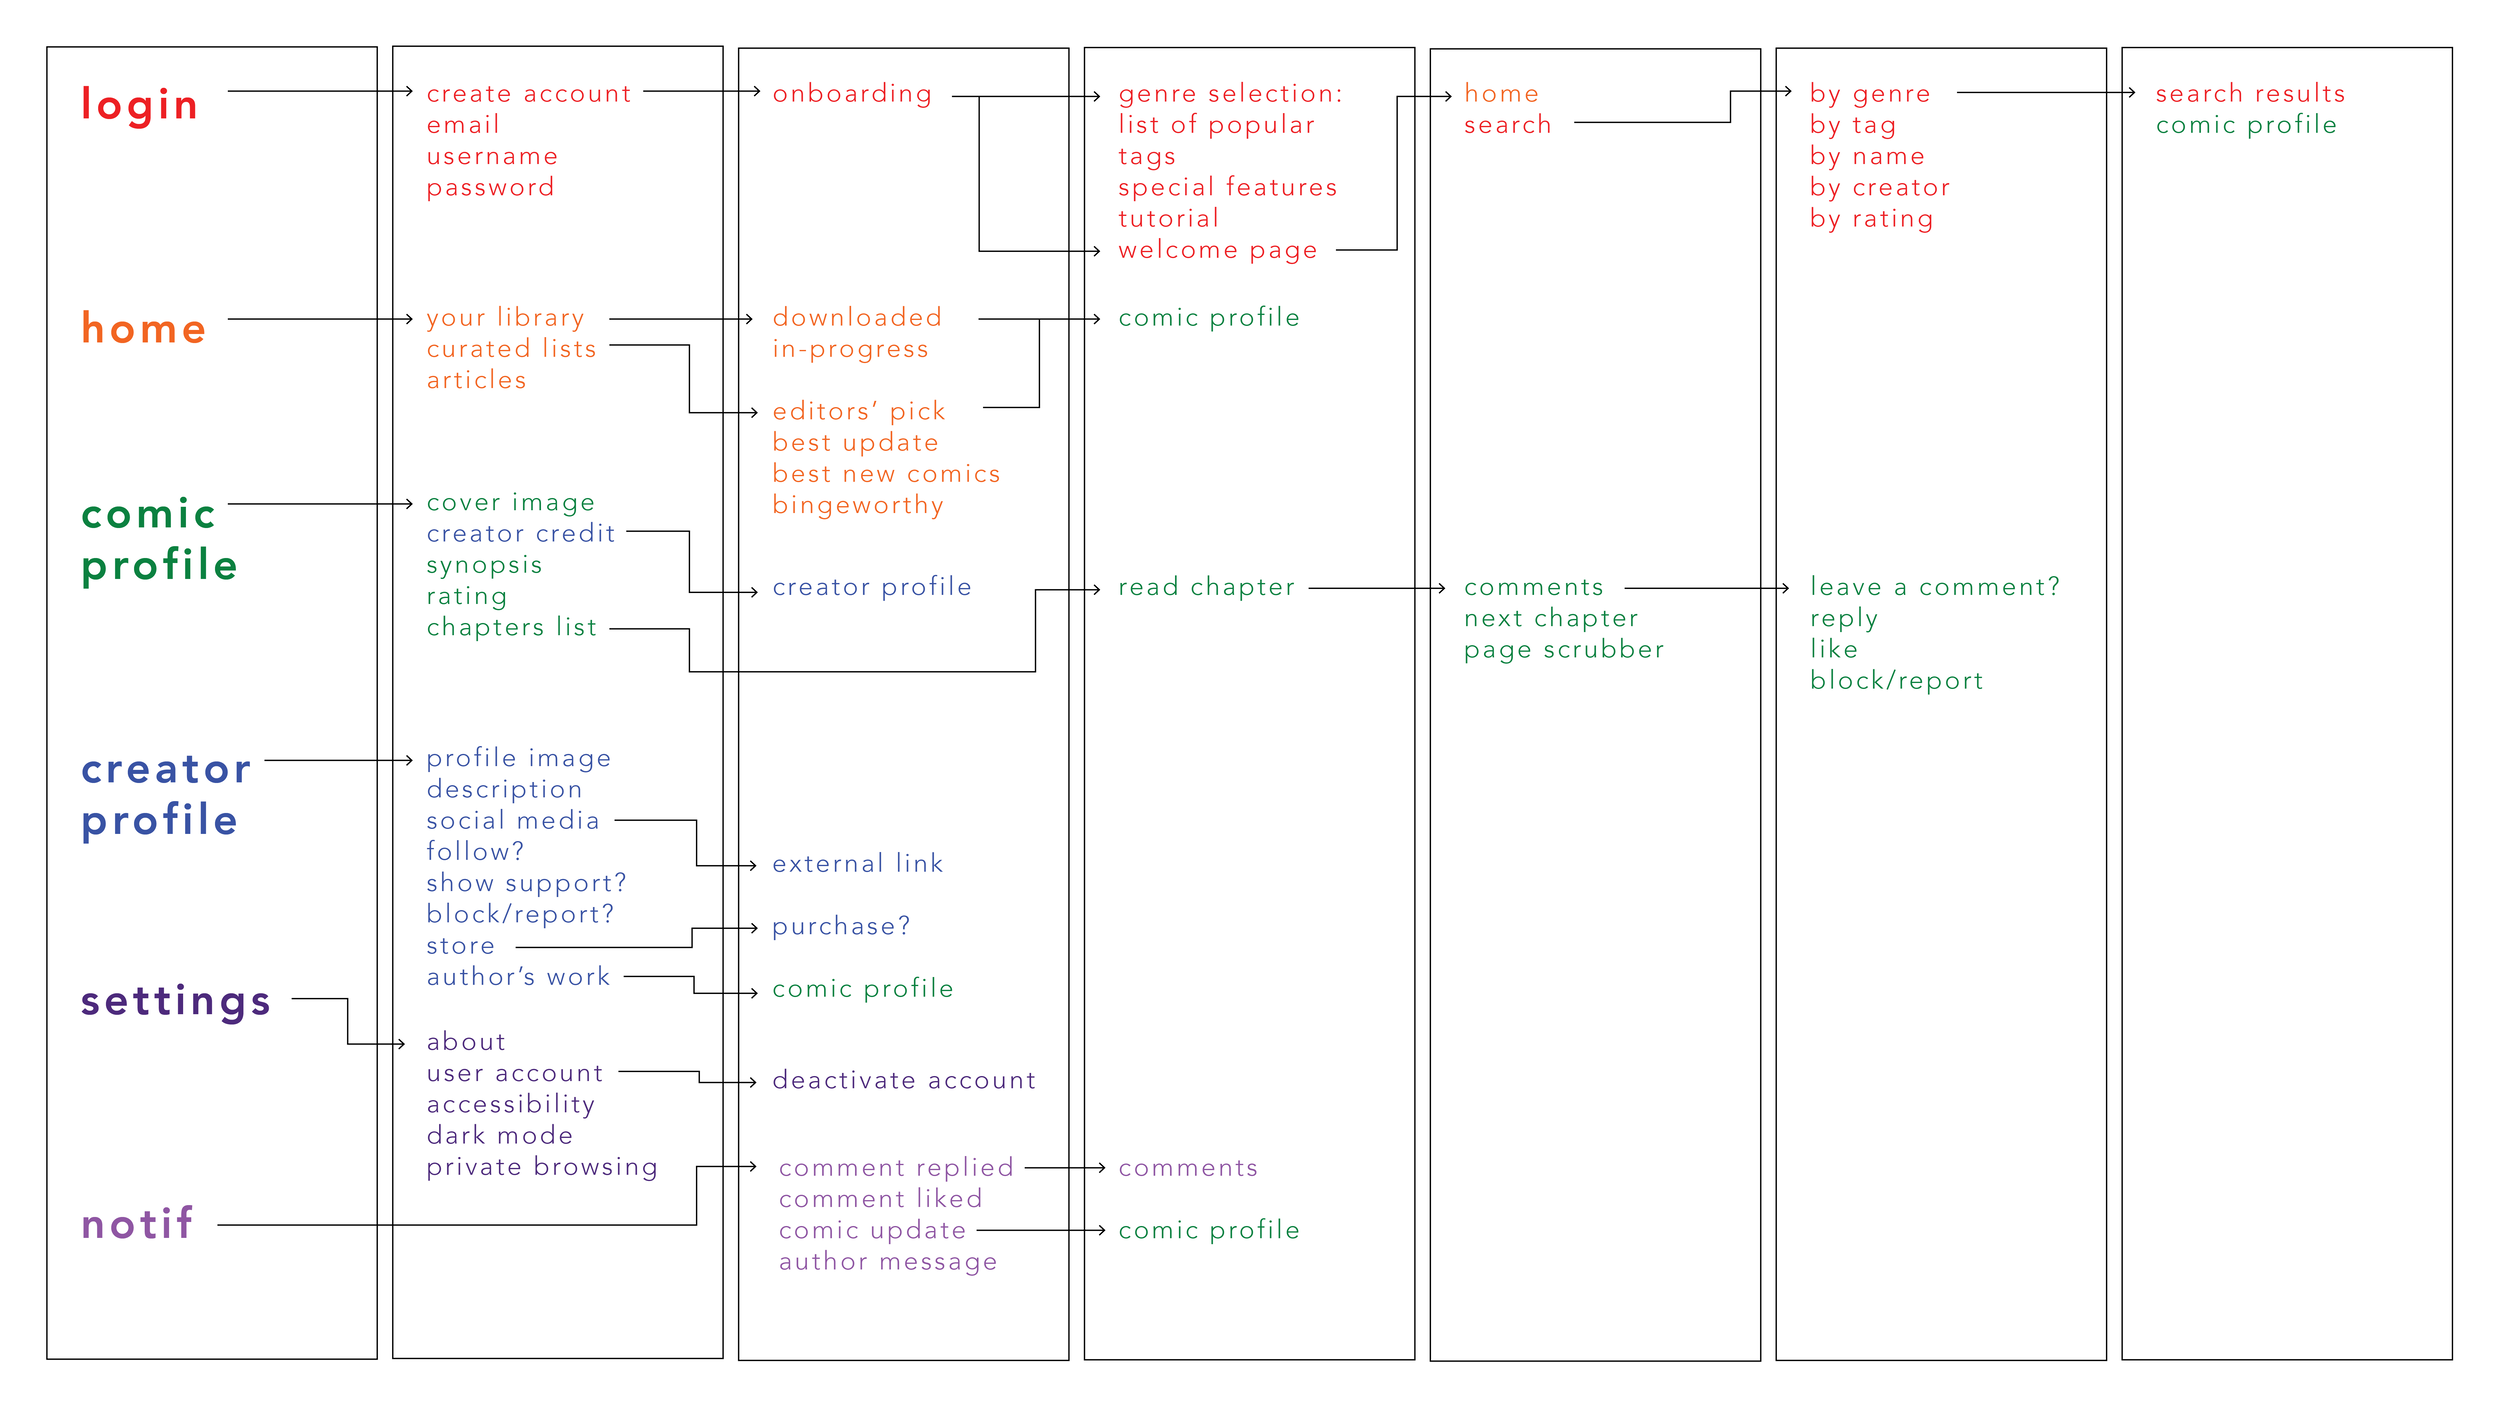 login
create account
email
username
password
onboarding
genre selection:
list of popular
tags
special features
tutorial
welcome page
home
search
by genre
by tag
by name
by creator
by rating
search results
comic profile
home
your library
curated lists
articles
downloaded
in-progress
editors’ pick
best update
best new comics
bingeworthy
comic profile
comic
profile
cover image
creator credit
synopsis
rating
chapters list
creator profile
read chapter
comments
next chapter
page scrubber
leave a comment?
reply
like
block/report
creator
profile
profile image
description
social media
follow?
show support?
block/report?
store
author’s work
external link
purchase?
comic profile
settings
about
user account
accessibility
dark mode
private browsing
deactivate account
notif
comment replied
comment liked
comic update
author message
comments
comic profile